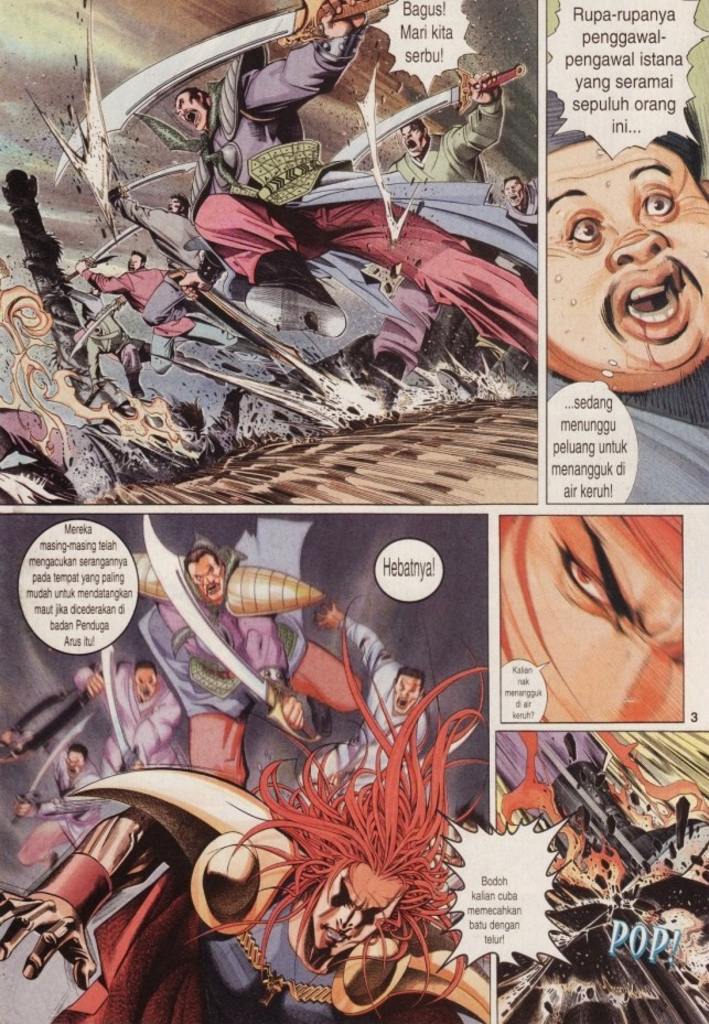 Bagus!
Mari kita
serbu!
Rupa-rupanya
penggawal-
pengawal istana
yang seramai
sepuluh orang
ini...
...sedang
menunggu
peluang untuk
menangguk di
air keruh!
Mereka
masing-masing telah
mengacukan serangannya
pada tempat yang paling
mudah untuk mendatangkan
maut jika dicederakan di
badan Penduga
Arus itu!
Hebatnya!
Kalian
nak
menangguk
di air
keruh?
3
Bodoh
kalian cuba
memecahkan
batu dengan
telur!
POP!